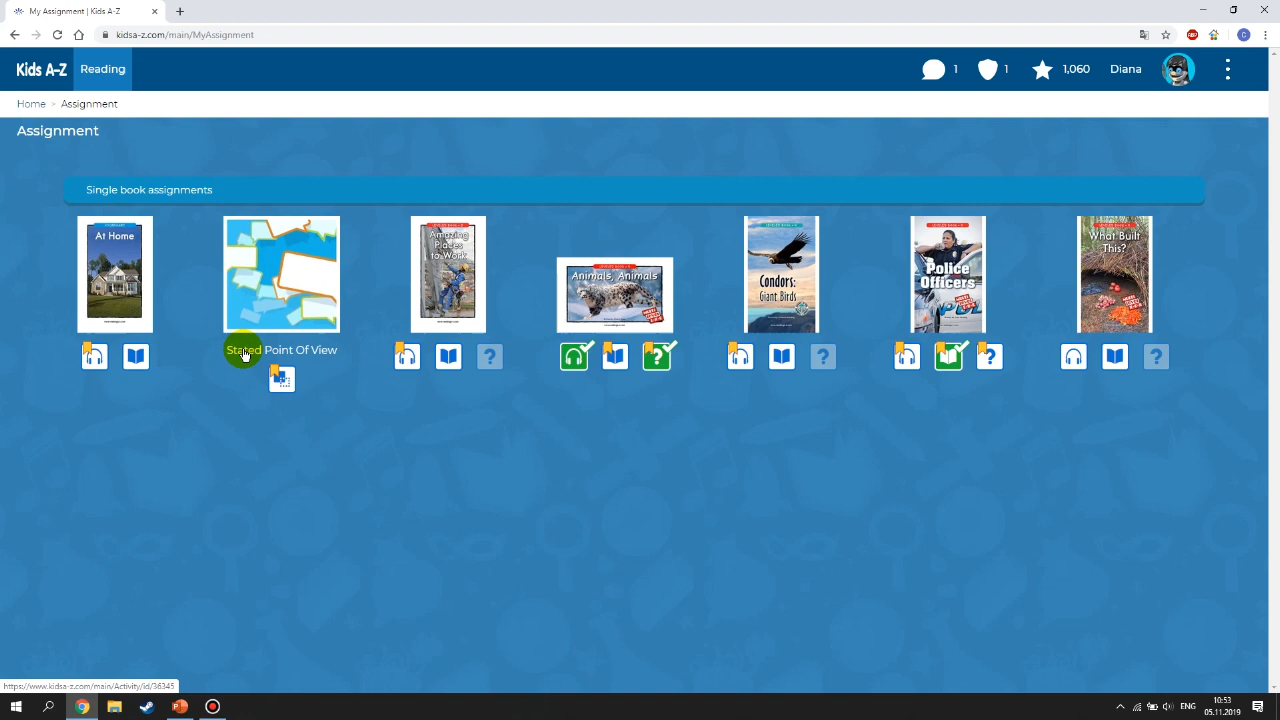 My Assignment | Kids A-Z
kidsa-z.com/main/MyAssignment
Kids A-Z
Reading
1
1
1,060
Diana
Home > Assignment
Assignment
Single book assignments
At Home
Amazing
Places
to Work
Animals, Animals
Condors:
Giant Birds
Police
Officers
What Built
This?
Stated Point Of View
https://www.kidsa-z.com/main/Activity/id/36345
ENG
10:53
05.11.2019